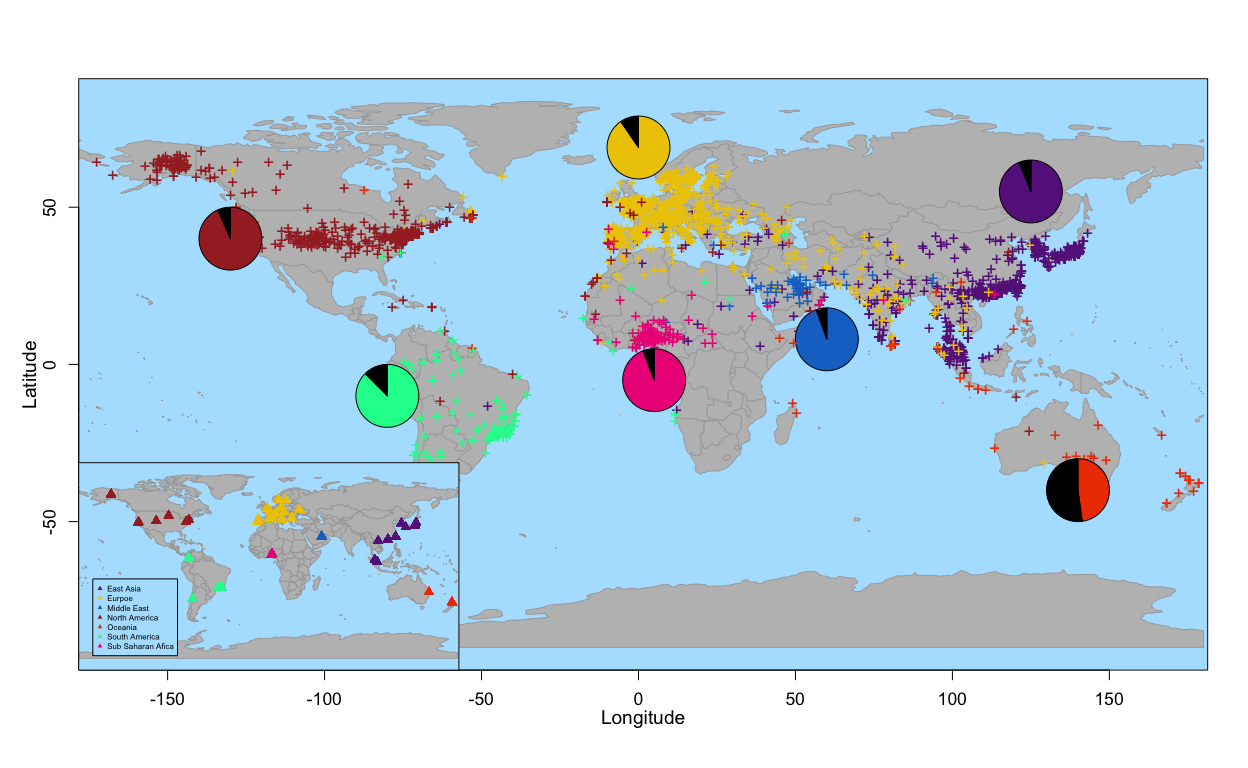 Latitude
50
0
-50
East Asia
Eurpoe
Middle East
North America
Oceania
South America
Sub Saharan Afica
-150
-100
-50
0
50
100
150
Longitude